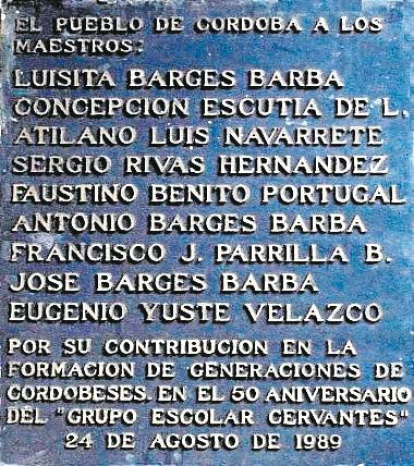 EL PUEBLO DE CORDOBA A LOS
MAESTROS:
LUISITA BARGES BARBA
CONCEPCION ESCUTIA DE L.
ATILANO LUIS NAVARRETE
SERGIO RIVAS HERNANDEZ
FAUSTINO BENITO PORTUGAL
ANTONIO BARGES BARBA
FRANCISCO J. PARRILLA B.
JOSE BARGES BARBA
EUGENIO YUSTE VELAZCO
POR SU CONTRIBUCION EN LA
FORMACION DE GENERACIONES DE
CORDOBESES. EN EL 50 ANIVERSARIO
DEL "GRUPO ESCOLAR CERVANTES"
24 DE AGOSTO DE 1989